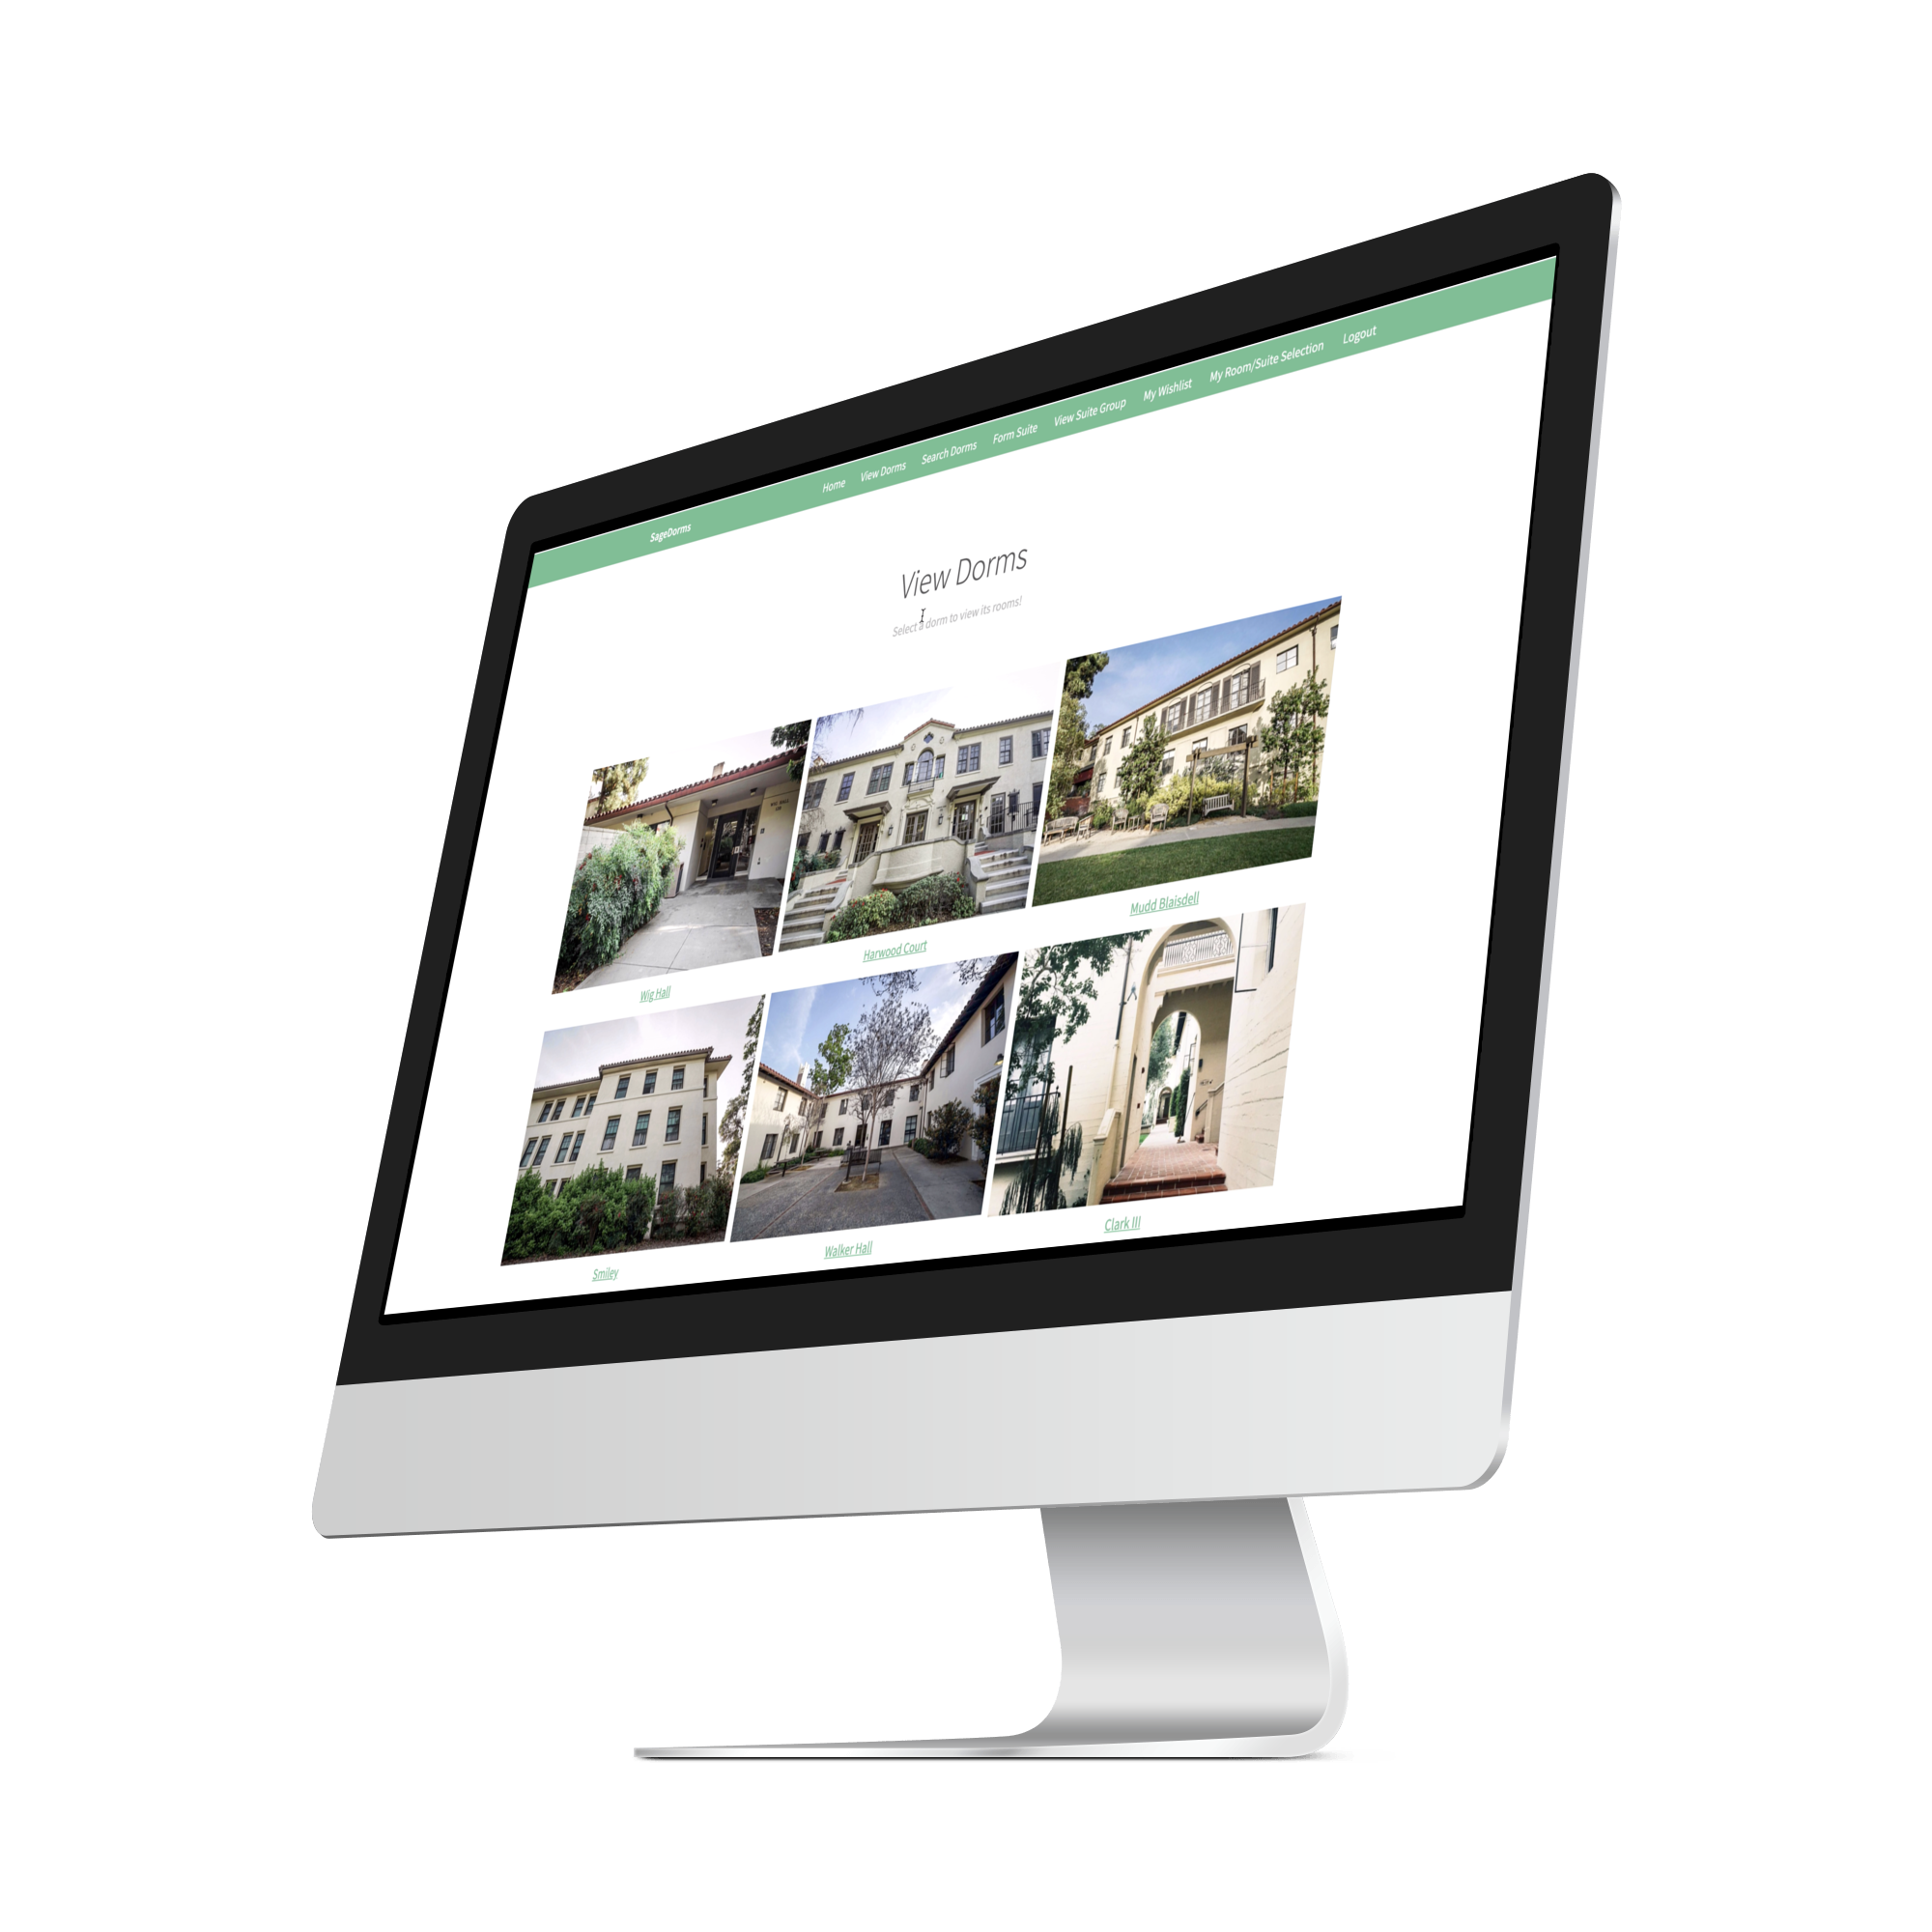 SageDorms
Home View Dorms Search Dorms Form Suite View Suite Group My Wishlist My Room/Suite Selection Logout
View Dorms
Select a dorm to view its rooms!
Wig Hall
Harwood Court
Mudd Blaisdell
Smiley
Walker Hall
Clark III